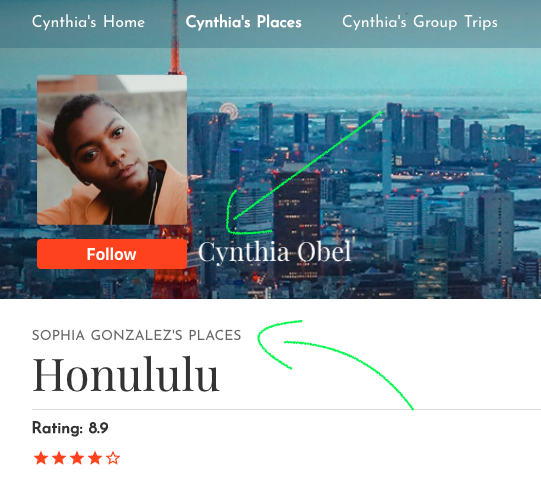 Cynthia's Home Cynthia's Places Cynthia's Group Trips
Follow
Cynthia Obel
SOPHIA GONZALEZ'S PLACES
Honululu
Rating: 8.9